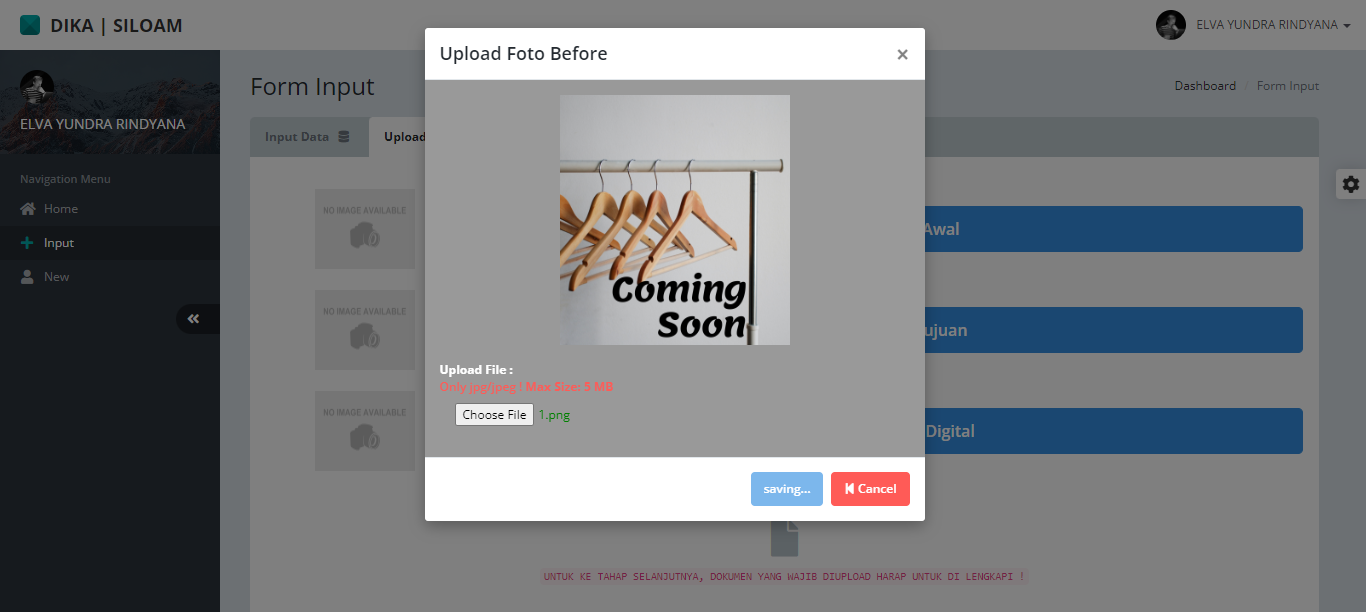 DIKA | SILOAM
ELVA YUNDRA RINDYANA
Upload Foto Before
×
ELVA YUNDRA RINDYANA
Form Input
Dashboard / Form Input
Input Data
Upload
Navigation Menu
Home
Input
New
NO IMAGE AVAILABLE
Awal
NO IMAGE AVAILABLE
ujuan
NO IMAGE AVAILABLE
Digital
Coming
Soon
Upload File :
Only jpg/jpeg ! Max Size: 5 MB
Choose File 1.png
saving...
Cancel
UNTUK KE TAHAP SELANJUTNYA, DOKUMEN YANG WAJIB DIUPLOAD HARAP UNTUK DI LENGKAPI !